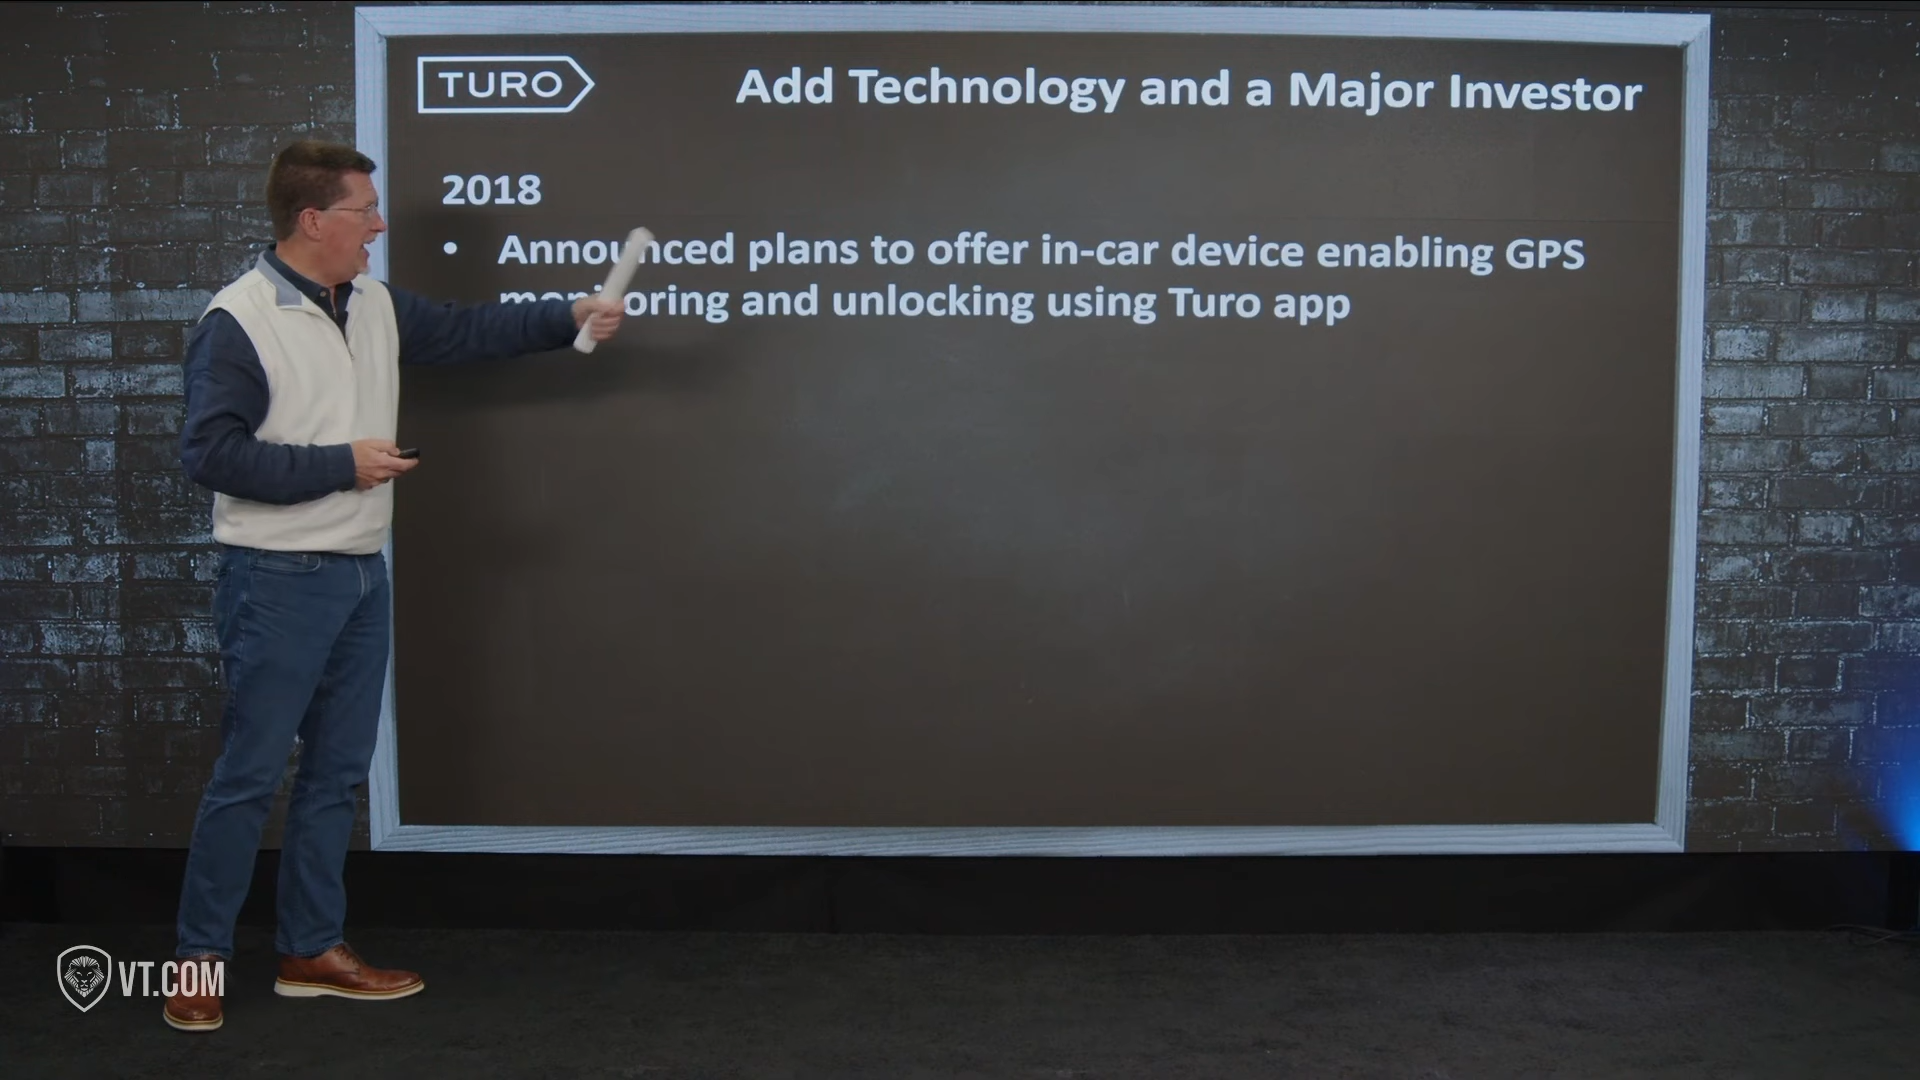 TURO
Add Technology and a Major Investor
2018
• Announced plans to offer in-car device enabling GPS
monitoring and unlocking using Turo app
VT.COM